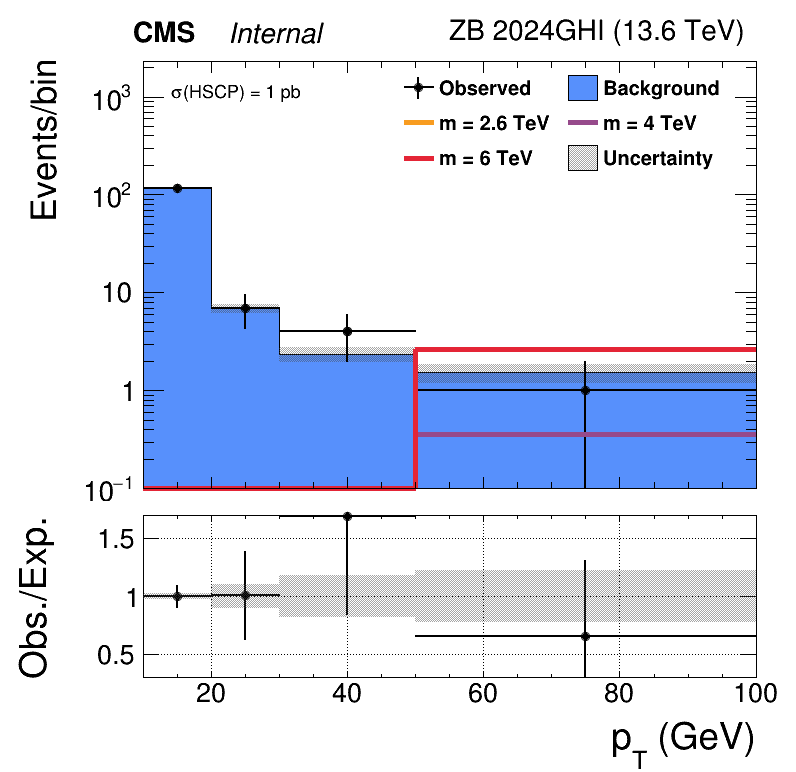 CMS Internal ZB 2024GHI (13.6 TeV)
Events/bin
σ(HSCP) = 1 pb
Observed Background
m = 2.6 TeV m = 4 TeV
m = 6 TeV Uncertainty
10³
10²
10
1
10⁻¹
Obs./Exp.
1.5
1
0.5
20 40 60 80 100
p_T (GeV)